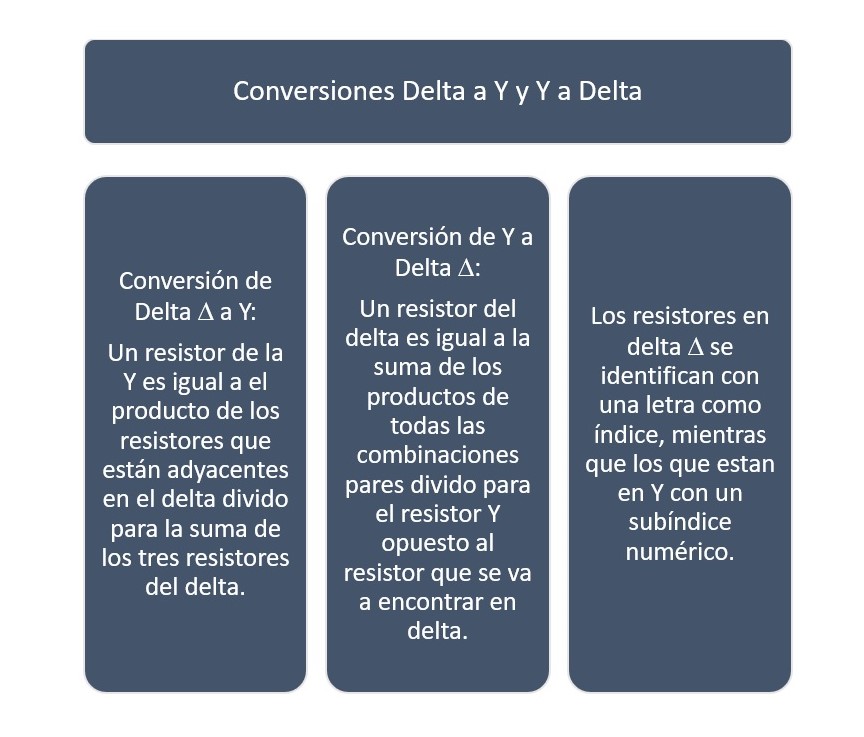 Conversiones Delta a Y y Y a Delta
Conversión de
Delta ∆ a Y:
Un resistor de la
Y es igual a el
producto de los
resistores que
están adyacentes
en el delta divido
para la suma de
los tres resistores
del delta.
Conversión de Y a
Delta ∆:
Un resistor del
delta es igual a la
suma de los
productos de
todas las
combinaciones
pares divido para
el resistor Y
opuesto al
resistor que se va
a encontrar en
delta.
Los resistores en
delta ∆ se
identifican con
una letra como
índice, mientras
que los que estan
en Y con un
subíndice
numérico.